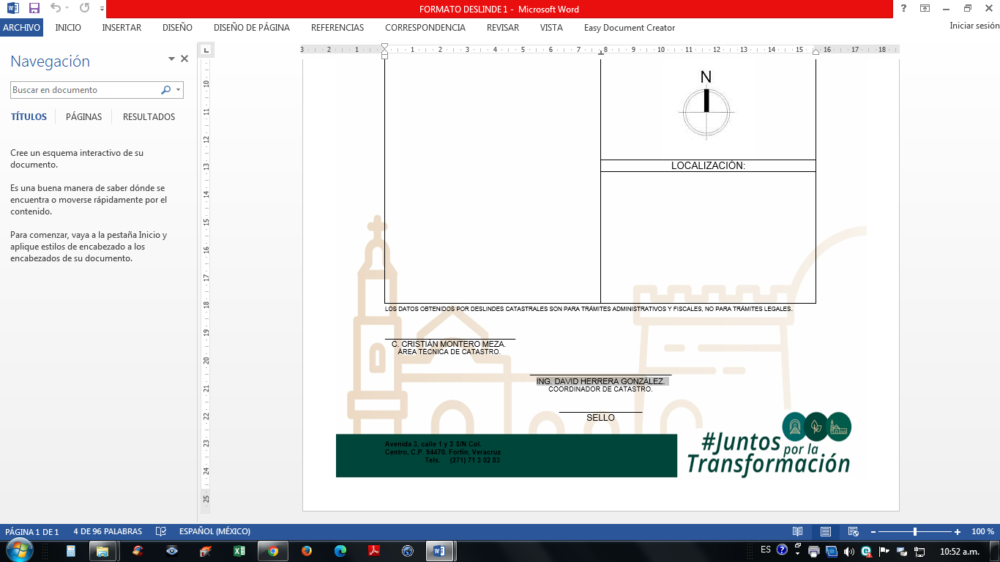 FORMATO DESLINDE 1 - Microsoft Word
ARCHIVO INICIO INSERTAR DISEÑO DISEÑO DE PÁGINA REFERENCIAS CORRESPONDENCIA REVISAR VISTA Easy Document Creator Iniciar sesión
Navegación
Buscar en documento
TÍTULOS PÁGINAS RESULTADOS
Cree un esquema interactivo de su
documento.
Es una buena manera de saber dónde se
encuentra o moverse rápidamente por el
contenido.
Para comenzar, vaya a la pestaña Inicio y
aplique estilos de encabezado a los
encabezados de su documento.
3 2 1 1 2 3 4 5 6 7 8 9 10 11 12 13 14 15 16 17 18
10
11
12
13
14
15
16
17
18
19
20
21
22
23
24
25
N
LOCALIZACIÓN:
LOS DATOS OBTENIDOS POR DESLINDES CATASTRALES SON PARA TRÁMITES ADMINISTRATIVOS Y FISCALES, NO PARA TRÁMITES LEGALES.
C. CRISTIÁN MONTERO MEZA.
ÁREA TÉCNICA DE CATASTRO.
ING. DAVID HERRERA GONZÁLEZ.
COORDINADOR DE CATASTRO.
SELLO
Avenida 3, calle 1 y 3 S/N Col.
Centro, C.P. 94470. Fortín, Veracruz
Tels. (271) 71 3 02 83
#Juntos por la
Transformación
PÁGINA 1 DE 1 4 DE 96 PALABRAS ESPAÑOL (MÉXICO) 100 %
ES 10:52 a.m.